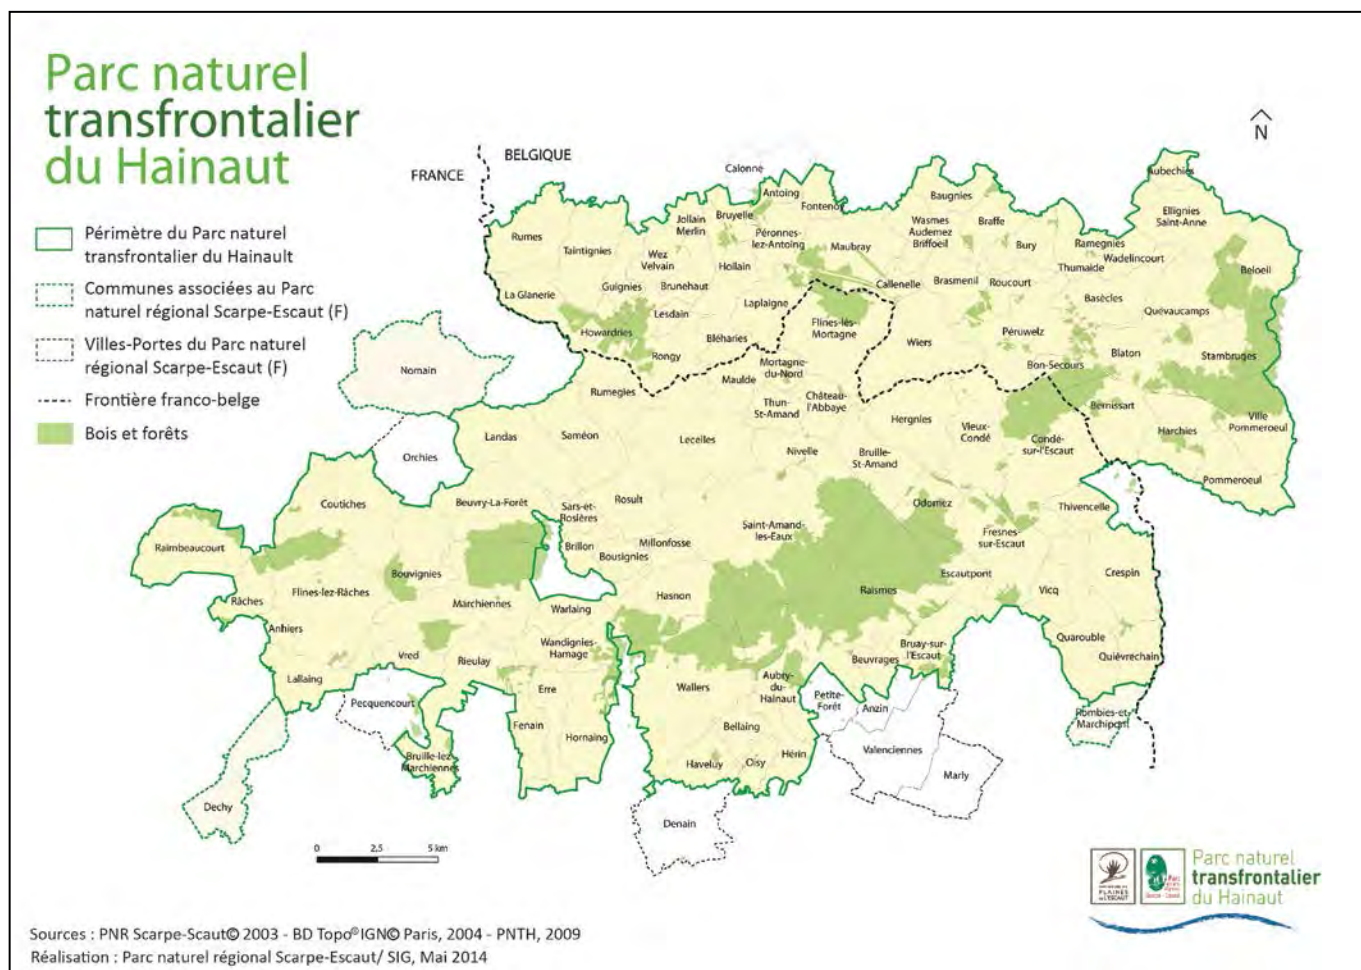 Parc naturel
transfrontalier
du Hainaut
Périmètre du Parc naturel
transfrontalier du Hainault
Communes associées au Parc
naturel régional Scarpe-Escaut (F)
Villes-Portes du Parc naturel
régional Scarpe-Escaut (F)
Frontière franco-belge
Bois et forêts
N
FRANCE
BELGIQUE
Calonne
Antoing
Fontenoy
Aubechies
Ellignies
Saint-Anne
Baugnies
Braffe
Wasmes
Audemez
Briffoeil
Bury
Ramegnies
Wadelincourt
Thumaide
Beloeil
Rumes
Taintignies
Jollain
Merlin
Bruyelle
Péronnes-
lez-Antoing
Maubray
Wez
Velvain
Hollain
Guignies
Brunehaut
La Glanerie
Lesdain
Laplaigne
Callenelle
Brasmenil
Roucourt
Basècles
Quévaucamps
Howardries
Rongy
Bléharies
Flines-lès-
Mortagne
Wiers
Péruwelz
Bon-Secours
Blaton
Stambruges
Nomain
Rumegies
Maulde
Mortagne-
du-Nord
Thun-
St-Amand
Château-
l'Abbaye
Hergnies
Vieux-
Condé
Condé-
sur-l'Escaut
Bernissart
Harchies
Ville
Pommeroeul
Pommeroeul
Orchies
Landas
Saméon
Lecelles
Nivelle
Bruille-
St-Amand
Coutiches
Beuvry-La-Forêt
Sars-et-
Rosières
Rosult
Saint-Amand-
les-Eaux
Odomez
Fresnes-
sur-Escaut
Thivencelle
Raimbeaucourt
Brillon
Bousignies
Millonfosse
Bouvignies
Flines-lez-Râches
Râches
Anhiers
Marchiennes
Warlaing
Hasnon
Raismes
Escautpont
Vicq
Crespin
Wandignies-
Hamage
Vred
Rieulay
Lallaing
Erre
Pecquencourt
Fenain
Hornaing
Bruille-lez-
Marchiennes
Wallers
Aubry-
du-
Hainaut
Bellaing
Haveluy
Oisy
Hérin
Beuvrages
Bruay-sur-
l'Escaut
Petite-
Forêt
Anzin
Valenciennes
Marly
Quarouble
Quiévrechain
Rombies-et-
Marchipont
Dechy
Denain
0 2,5 5 km
Parc naturel
transfrontalier
du Hainaut
PLAINES
Sources : PNR Scarpe-Scaut© 2003 - BD Topo® IGN© Paris, 2004 - PNTH, 2009
Réalisation : Parc naturel régional Scarpe-Escaut/ SIG, Mai 2014